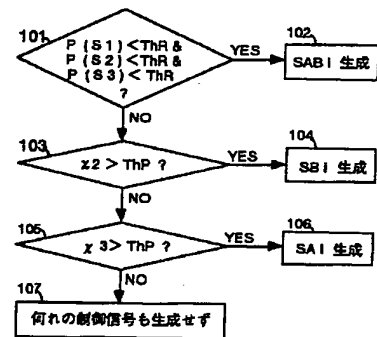 101
P (S1) <ThR &
P (S2) <ThR &
P (S3) < ThR
?
YES
102
SABI 生成
NO
103
χ2 > ThP ?
YES
104
SBI 生成
NO
105
χ 3> ThP ?
YES
106
SAI 生成
NO
107
何れの制御信号も生成せず